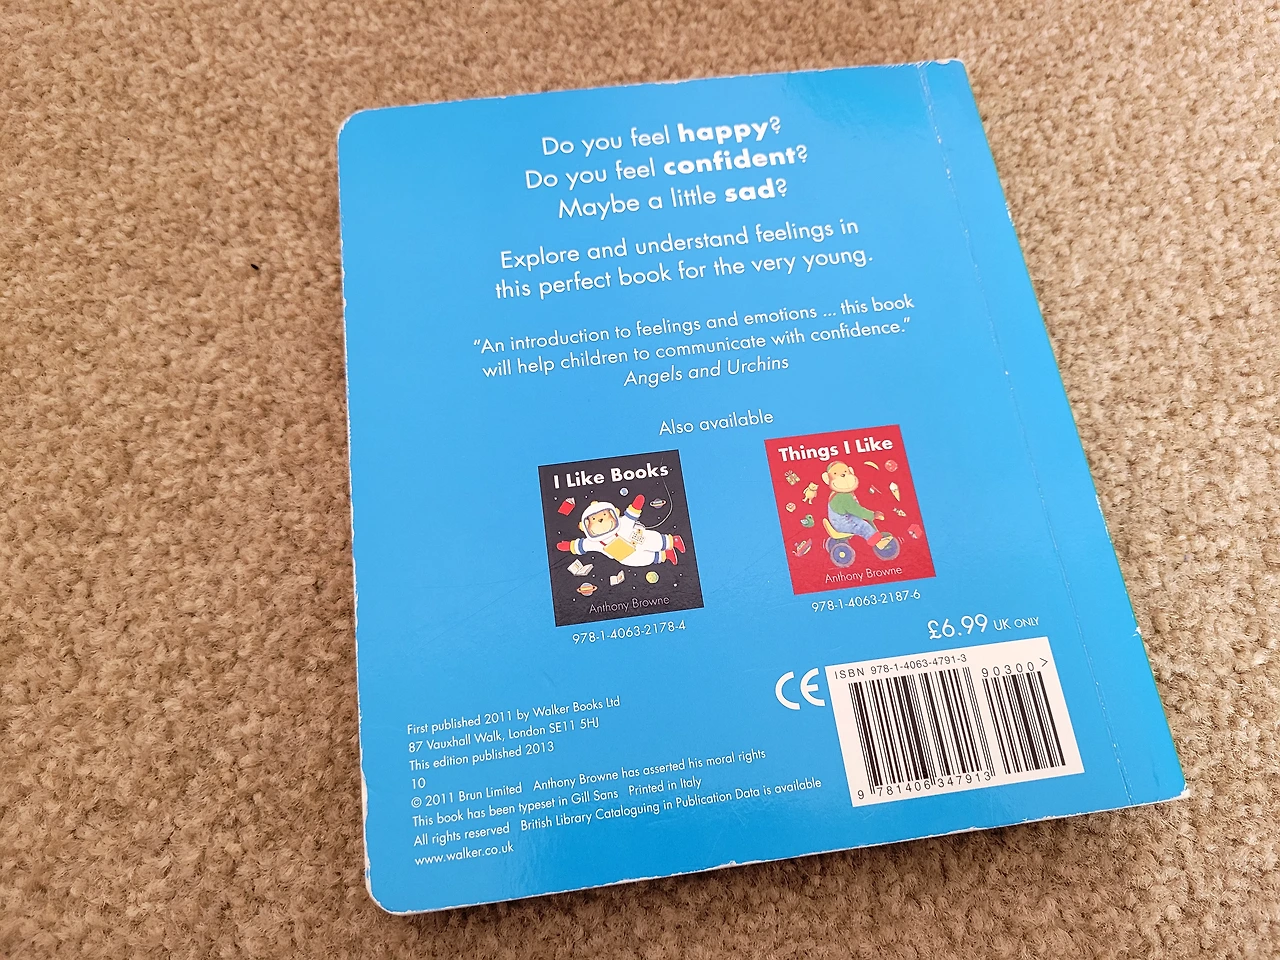 Do you feel happy?
Do you feel confident?
Maybe a little sad?
Explore and understand feelings in
this perfect book for the very young.
“An introduction to feelings and emotions ... this book
will help children to communicate with confidence.”
Angels and Urchins
Also available
I Like Books
Anthony Browne
978-1-4063-2178-4
Things I Like
Anthony Browne
978-1-4063-2187-6
£6.99 UK ONLY
CE
ISBN 978-1-4063-4791-3
90300>
9 781406 347913
First published 2011 by Walker Books Ltd
87 Vauxhall Walk, London SE11 5HJ
This edition published 2013
10
© 2011 Brun Limited Anthony Browne has asserted his moral rights
This book has been typeset in Gill Sans Printed in Italy
All rights reserved British Library Cataloguing in Publication Data is available
www.walker.co.uk